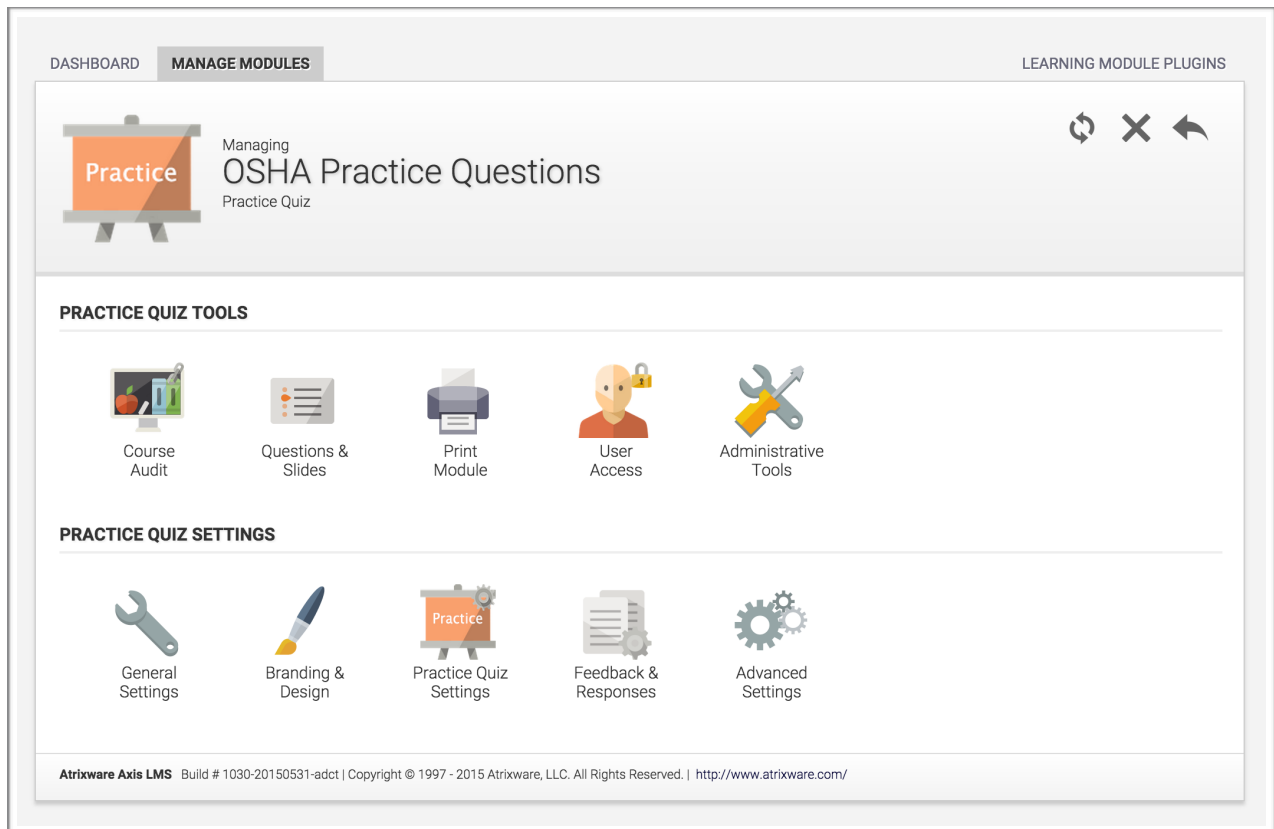 DASHBOARD
MANAGE MODULES
LEARNING MODULE PLUGINS
Practice
Managing
OSHA Practice Questions
Practice Quiz
PRACTICE QUIZ TOOLS
Course
Audit
Questions &
Slides
Print
Module
User
Access
Administrative
Tools
PRACTICE QUIZ SETTINGS
General
Settings
Branding &
Design
Practice
Practice Quiz
Settings
Feedback &
Responses
Advanced
Settings
Atrixware Axis LMS Build # 1030-20150531-adct | Copyright © 1997 - 2015 Atrixware, LLC. All Rights Reserved. | http://www.atrixware.com/